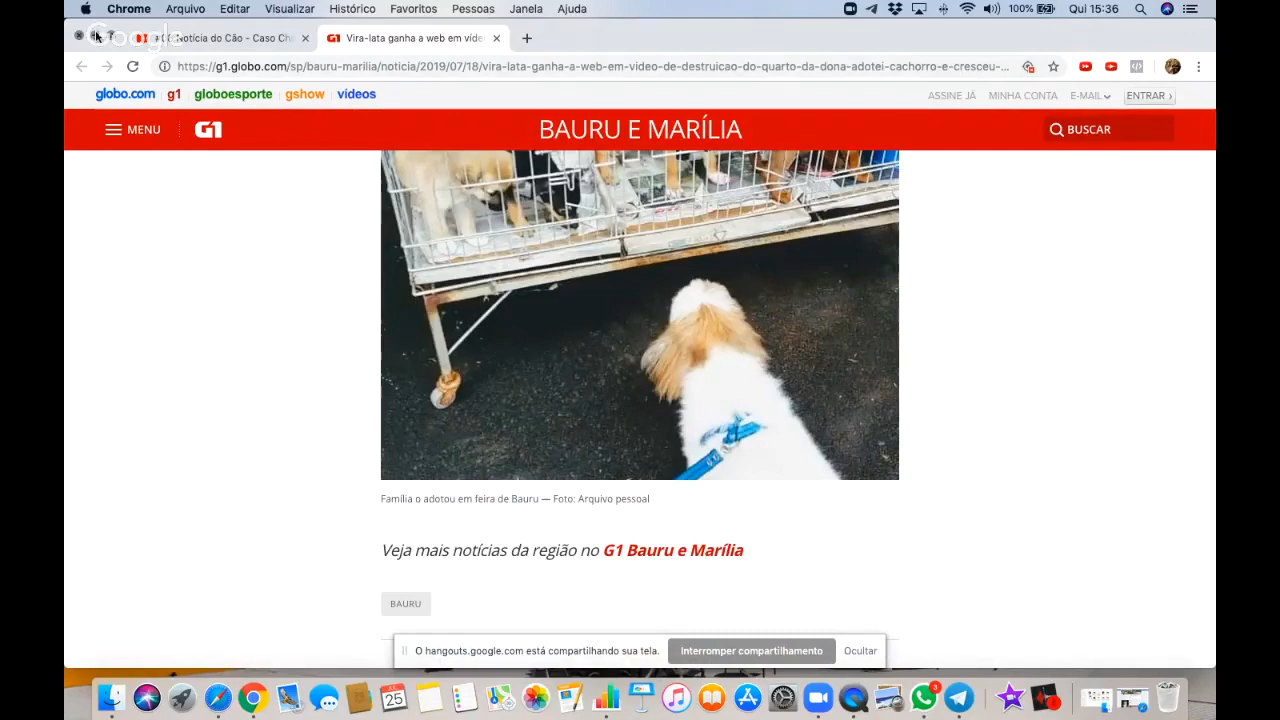 Chrome Arquivo Editar Visualizar Histórico Favoritos Pessoas Janela Ajuda 100% Qui 15:36
Google
Notícia do Cão - Caso Ch
G1 Vira-lata ganha a web em víde
https://g1.globo.com/sp/bauru-marilia/noticia/2019/07/18/vira-lata-ganha-a-web-em-video-de-destruicao-do-quarto-da-dona-adotei-cachorro-e-cresceu-...
globo.com g1 globoesporte gshow vídeos ASSINE JÁ MINHA CONTA E-MAIL ENTRAR ›
MENU G1 BAURU E MARÍLIA BUSCAR
Família o adotou em feira de Bauru — Foto: Arquivo pessoal
Veja mais notícias da região no G1 Bauru e Marília
BAURU
O hangouts.google.com está compartilhando sua tela. Interromper compartilhamento Ocultar
25
3